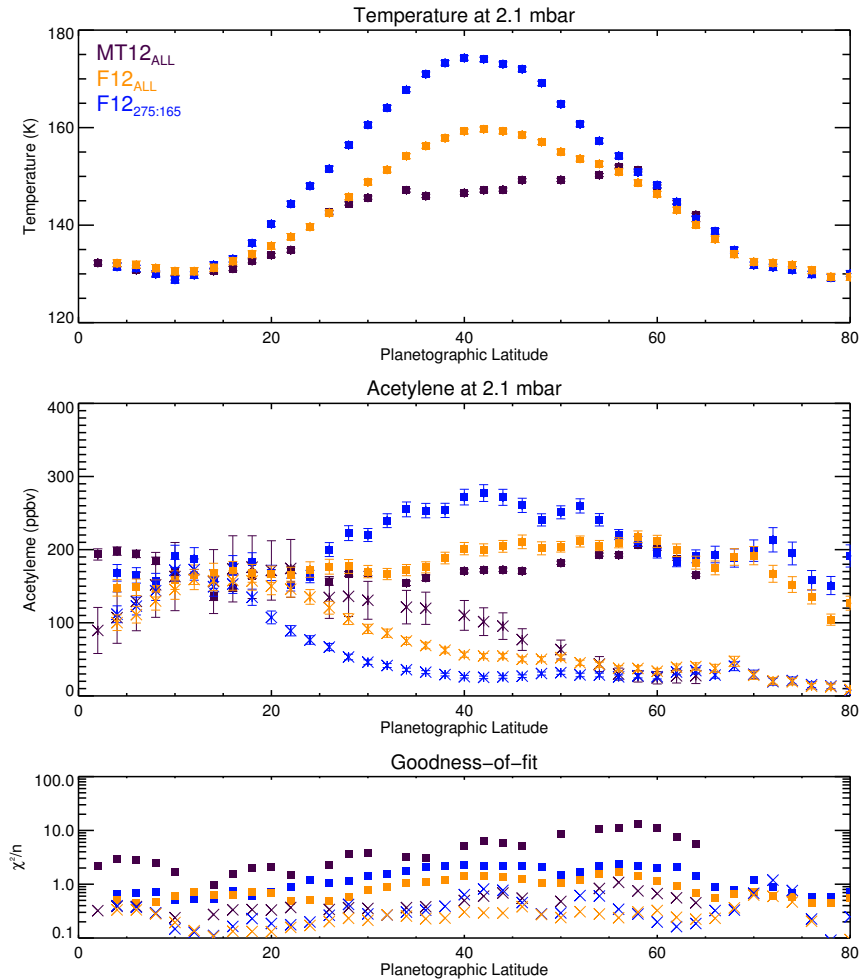 Temperature at 2.1 mbar
180
160
140
120
Temperature (K)
MT12ALL
F12ALL
F12275:165
0 20 40 60 80
Planetographic Latitude
Acetylene at 2.1 mbar
400
300
200
100
0
Acetylene (ppbv)
0 20 40 60 80
Planetographic Latitude
Goodness−of−fit
100.0
10.0
1.0
0.1
χ²/n
0 20 40 60 80
Planetographic Latitude